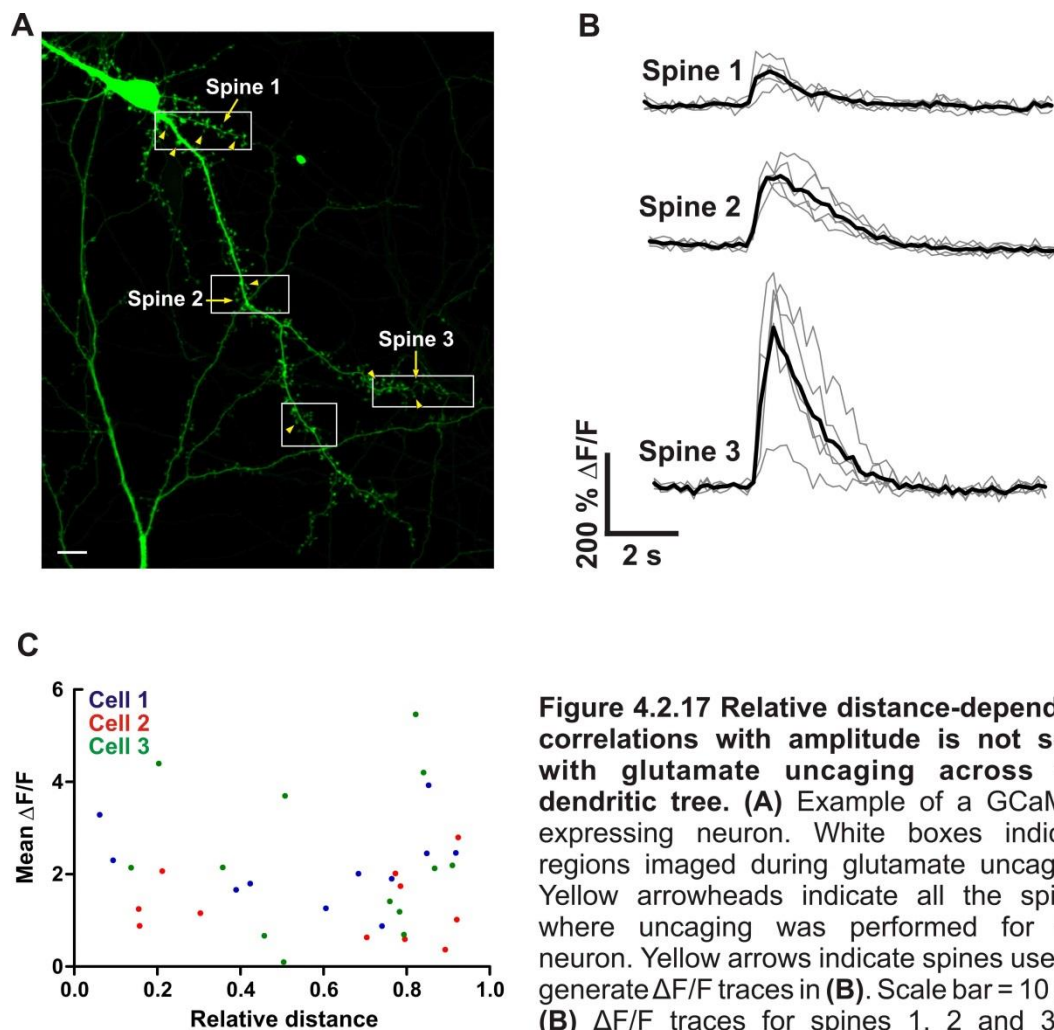 A
Spine 1
Spine 2
Spine 3
B
Spine 1
Spine 2
Spine 3
200 % ΔF/F
2 s
C
Cell 1
Cell 2
Cell 3
Mean ΔF/F
6
4
2
0
0.0 0.2 0.4 0.6 0.8 1.0
Relative distance
Figure 4.2.17 Relative distance-depend
correlations with amplitude is not s
with glutamate uncaging across
dendritic tree. (A) Example of a GCaM
expressing neuron. White boxes indic
regions imaged during glutamate uncag
Yellow arrowheads indicate all the spi
where uncaging was performed for
neuron. Yellow arrows indicate spines use
generate ΔF/F traces in (B). Scale bar = 10
(B) ΔF/F traces for spines 1, 2 and 3